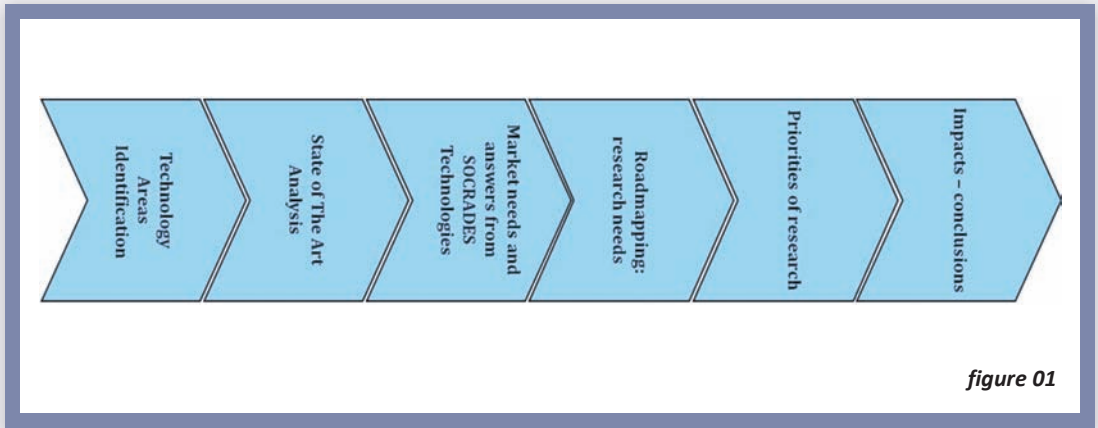 Technology
Areas
Identification
State of The Art
Analysis
Market needs and
answers from
SOCRADES
Technologies
Roadmapping:
research needs
Priorities of research
Impacts – conclusions
figure 01